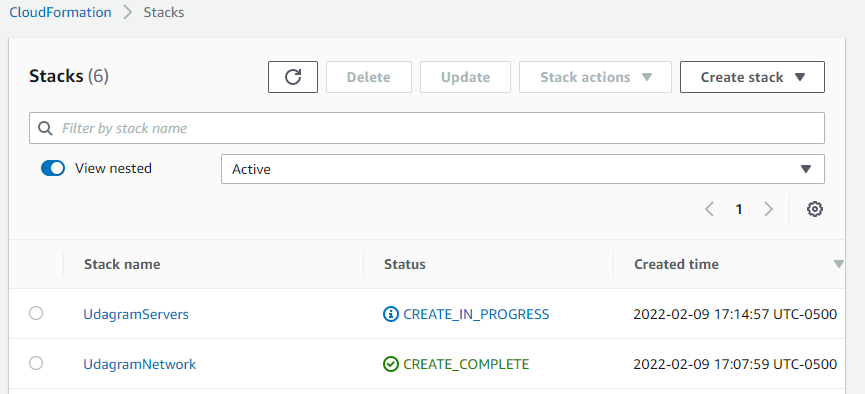 CloudFormation > Stacks
Stacks (6) Delete Update Stack actions Create stack
Filter by stack name
View nested Active
1
Stack name Status Created time
UdagramServers CREATE_IN_PROGRESS 2022-02-09 17:14:57 UTC-0500
UdagramNetwork CREATE_COMPLETE 2022-02-09 17:07:59 UTC-0500